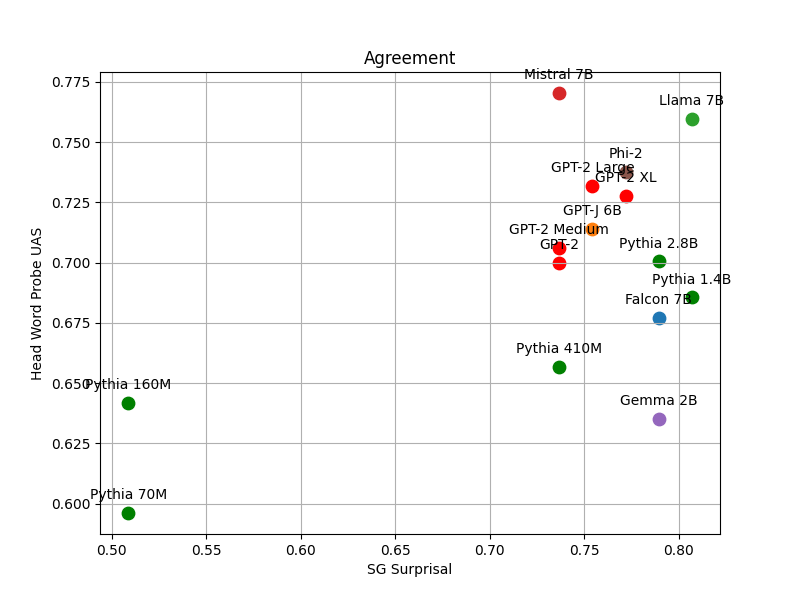 Agreement
Mistral 7B
Llama 7B
Phi-2
GPT-2 Large
GPT-2 XL
GPT-J 6B
GPT-2 Medium
GPT-2
Pythia 2.8B
Pythia 1.4B
Falcon 7B
Pythia 410M
Pythia 160M
Gemma 2B
Pythia 70M
0.775
0.750
0.725
0.700
0.675
0.650
0.625
0.600
Head Word Probe UAS
0.50 0.55 0.60 0.65 0.70 0.75 0.80
SG Surprisal